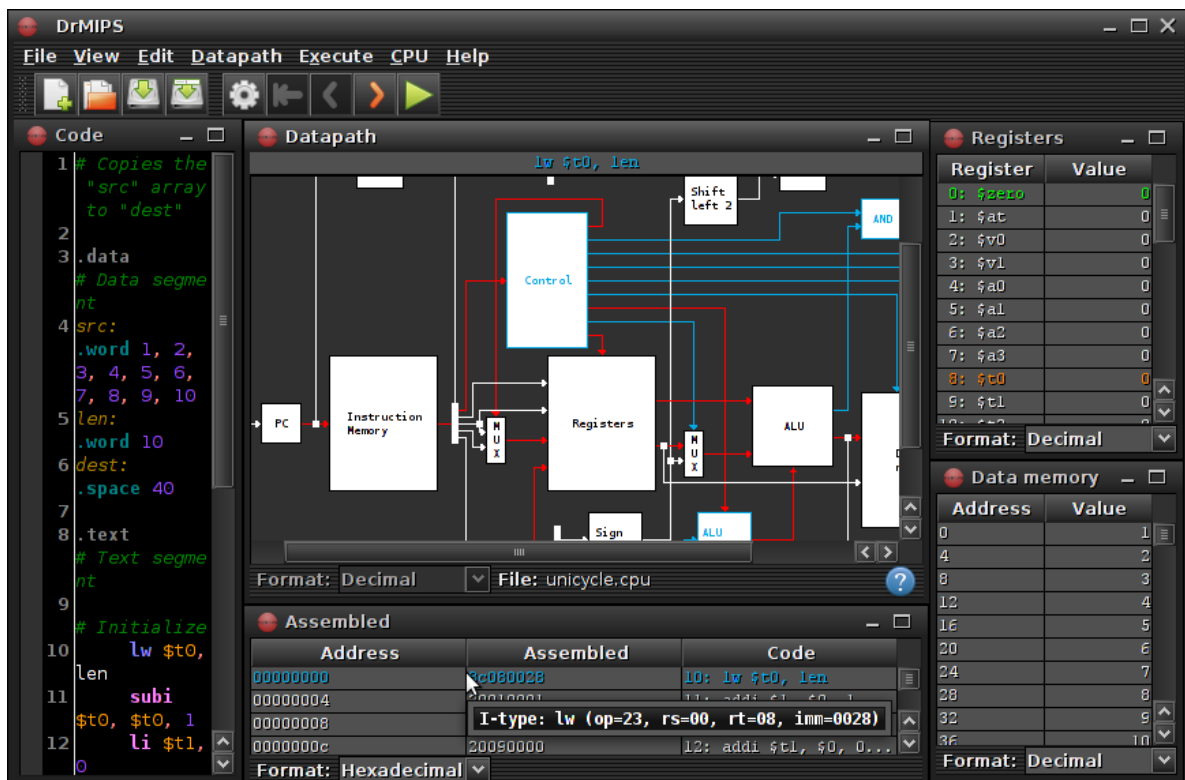 DrMIPS
File View Edit Datapath Execute CPU Help
Code
1 # Copies the
"src" array
to "dest"
2
3 .data
# Data segme
nt
4 src:
.word 1, 2,
3, 4, 5, 6,
7, 8, 9, 10
5 len:
.word 10
6 dest:
.space 40
7
8 .text
# Text segme
nt
9
# Initialize
10 lw $t0,
len
11 subi
$t0, $t0, 1
12 li $t1,
0
Datapath
lw $t0, len
Shift
left 2
AND
Control
PC
Instruction
Memory
M
U
X
Registers
M
U
X
ALU
D
Sign
ALU
Format: Decimal File: unicycle.cpu ?
Assembled
Address Assembled Code
00000000 8c080028 10: lw $t0, len
00000004 20010001 11: addi $1, $0, 1
I-type: lw (op=23, rs=00, rt=08, imm=0028)
00000008
0000000c 20090000 12: addi $t1, $0, 0...
Format: Hexadecimal
Registers
Register Value
0: $zero 0
1: $at 0
2: $v0 0
3: $v1 0
4: $a0 0
5: $a1 0
6: $a2 0
7: $a3 0
8: $t0 0
9: $t1 0
Format: Decimal
Data memory
Address Value
0 1
4 2
8 3
12 4
16 5
20 6
24 7
28 8
32 9
36 10
Format: Decimal